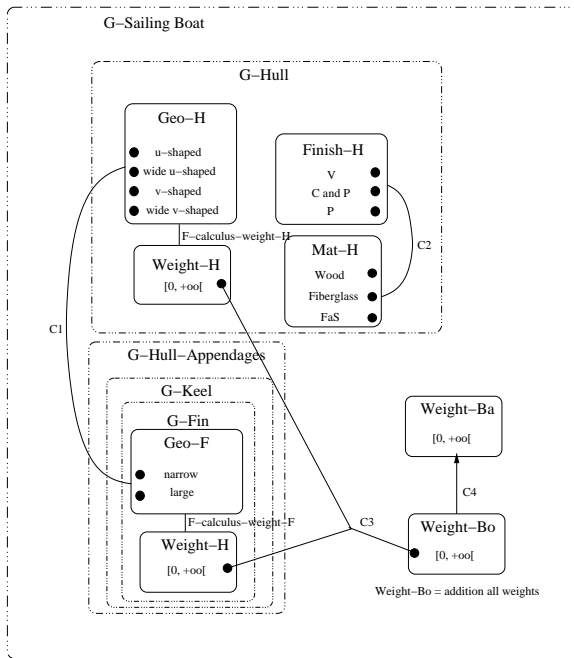 G–Sailing Boat
G–Hull
Geo–H
u-shaped
wide u-shaped
v-shaped
wide v-shaped
Finish–H
V
C and P
P
F–calculus–weight–H
Mat–H
Wood
Fiberglass
FaS
C2
Weight–H
[0, +oo[
C1
G–Hull–Appendages
G–Keel
G–Fin
Geo–F
narrow
large
F–calculus–weight–F
Weight–H
[0, +oo[
C3
Weight–Ba
[0, +oo[
C4
Weight–Bo
[0, +oo[
Weight–Bo = addition all weights